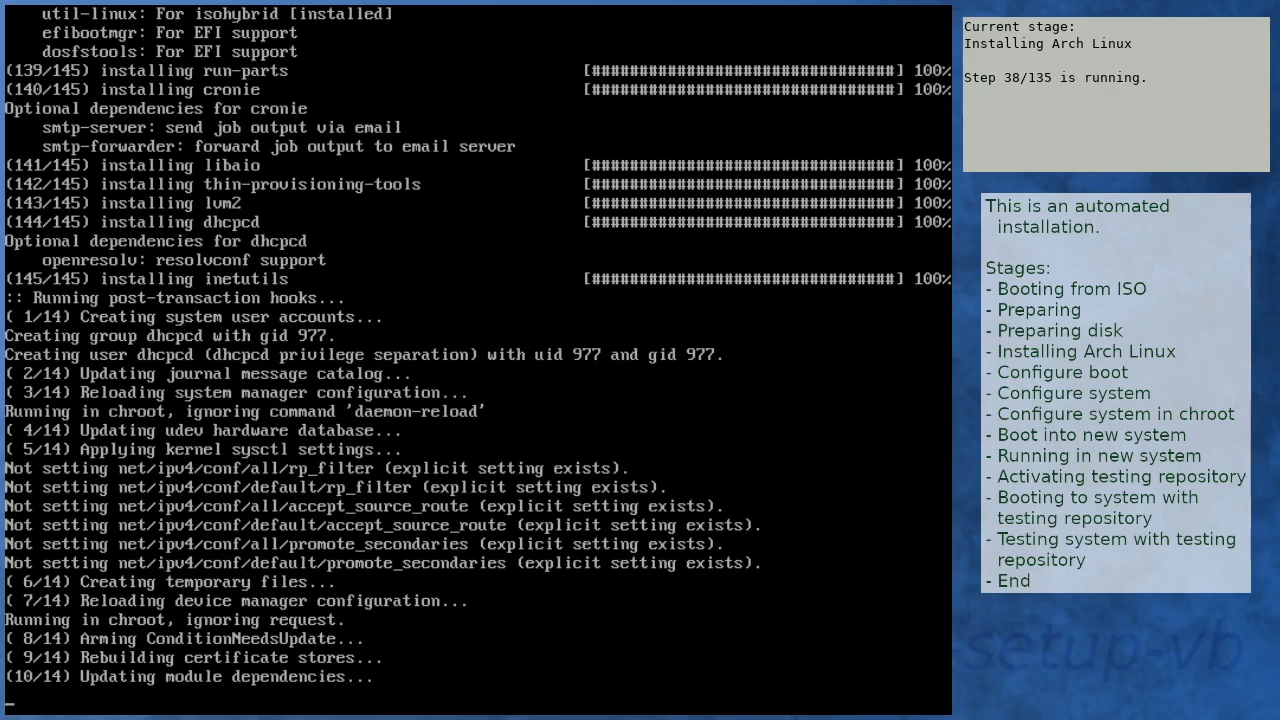 util-linux: For isohybrid [installed]
    efibootmgr: For EFI support
    dosfstools: For EFI support
(139/145) installing run-parts [################################] 100%
(140/145) installing cronie [################################] 100%
Optional dependencies for cronie
    smtp-server: send job output via email
    smtp-forwarder: forward job output to email server
(141/145) installing libaio [################################] 100%
(142/145) installing thin-provisioning-tools [################################] 100%
(143/145) installing lvm2 [################################] 100%
(144/145) installing dhcpcd [################################] 100%
Optional dependencies for dhcpcd
    openresolv: resolvconf support
(145/145) installing inetutils [################################] 100%
:: Running post-transaction hooks...
( 1/14) Creating system user accounts...
Creating group dhcpcd with gid 977.
Creating user dhcpcd (dhcpcd privilege separation) with uid 977 and gid 977.
( 2/14) Updating journal message catalog...
( 3/14) Reloading system manager configuration...
Running in chroot, ignoring command 'daemon-reload'
( 4/14) Updating udev hardware database...
( 5/14) Applying kernel sysctl settings...
Not setting net/ipv4/conf/all/rp_filter (explicit setting exists).
Not setting net/ipv4/conf/default/rp_filter (explicit setting exists).
Not setting net/ipv4/conf/all/accept_source_route (explicit setting exists).
Not setting net/ipv4/conf/default/accept_source_route (explicit setting exists).
Not setting net/ipv4/conf/all/promote_secondaries (explicit setting exists).
Not setting net/ipv4/conf/default/promote_secondaries (explicit setting exists).
( 6/14) Creating temporary files...
( 7/14) Reloading device manager configuration...
Running in chroot, ignoring request.
( 8/14) Arming ConditionNeedsUpdate...
( 9/14) Rebuilding certificate stores...
(10/14) Updating module dependencies...
_
Current stage:
Installing Arch Linux
Step 38/135 is running.
This is an automated
installation.
Stages:
- Booting from ISO
- Preparing
- Preparing disk
- Installing Arch Linux
- Configure boot
- Configure system
- Configure system in chroot
- Boot into new system
- Running in new system
- Activating testing repository
- Booting to system with
testing repository
- Testing system with testing
repository
- End
-setup-vb